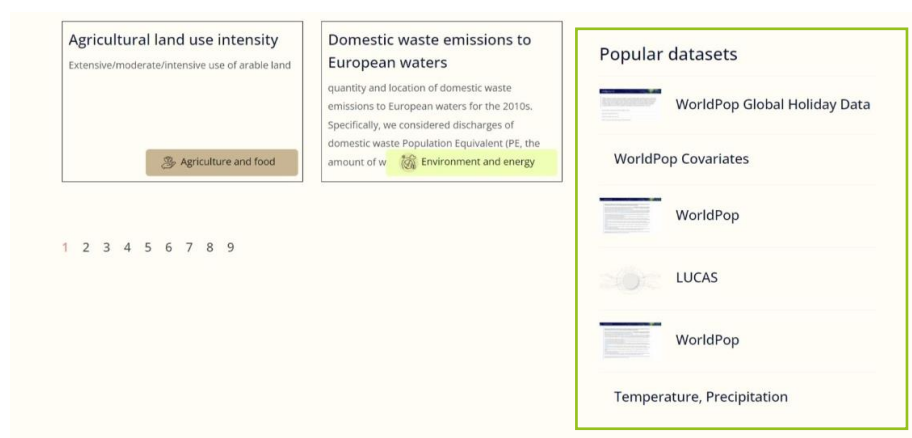 Agricultural land use intensity
Extensive/moderate/intensive use of arable land
Agriculture and food
Domestic waste emissions to
European waters
quantity and location of domestic waste
emissions to European waters for the 2010s.
Specifically, we considered discharges of
domestic waste Population Equivalent (PE, the
amount of w
Environment and energy
1 2 3 4 5 6 7 8 9
Popular datasets
WorldPop Global Holiday Data
WorldPop Covariates
WorldPop
LUCAS
WorldPop
Temperature, Precipitation